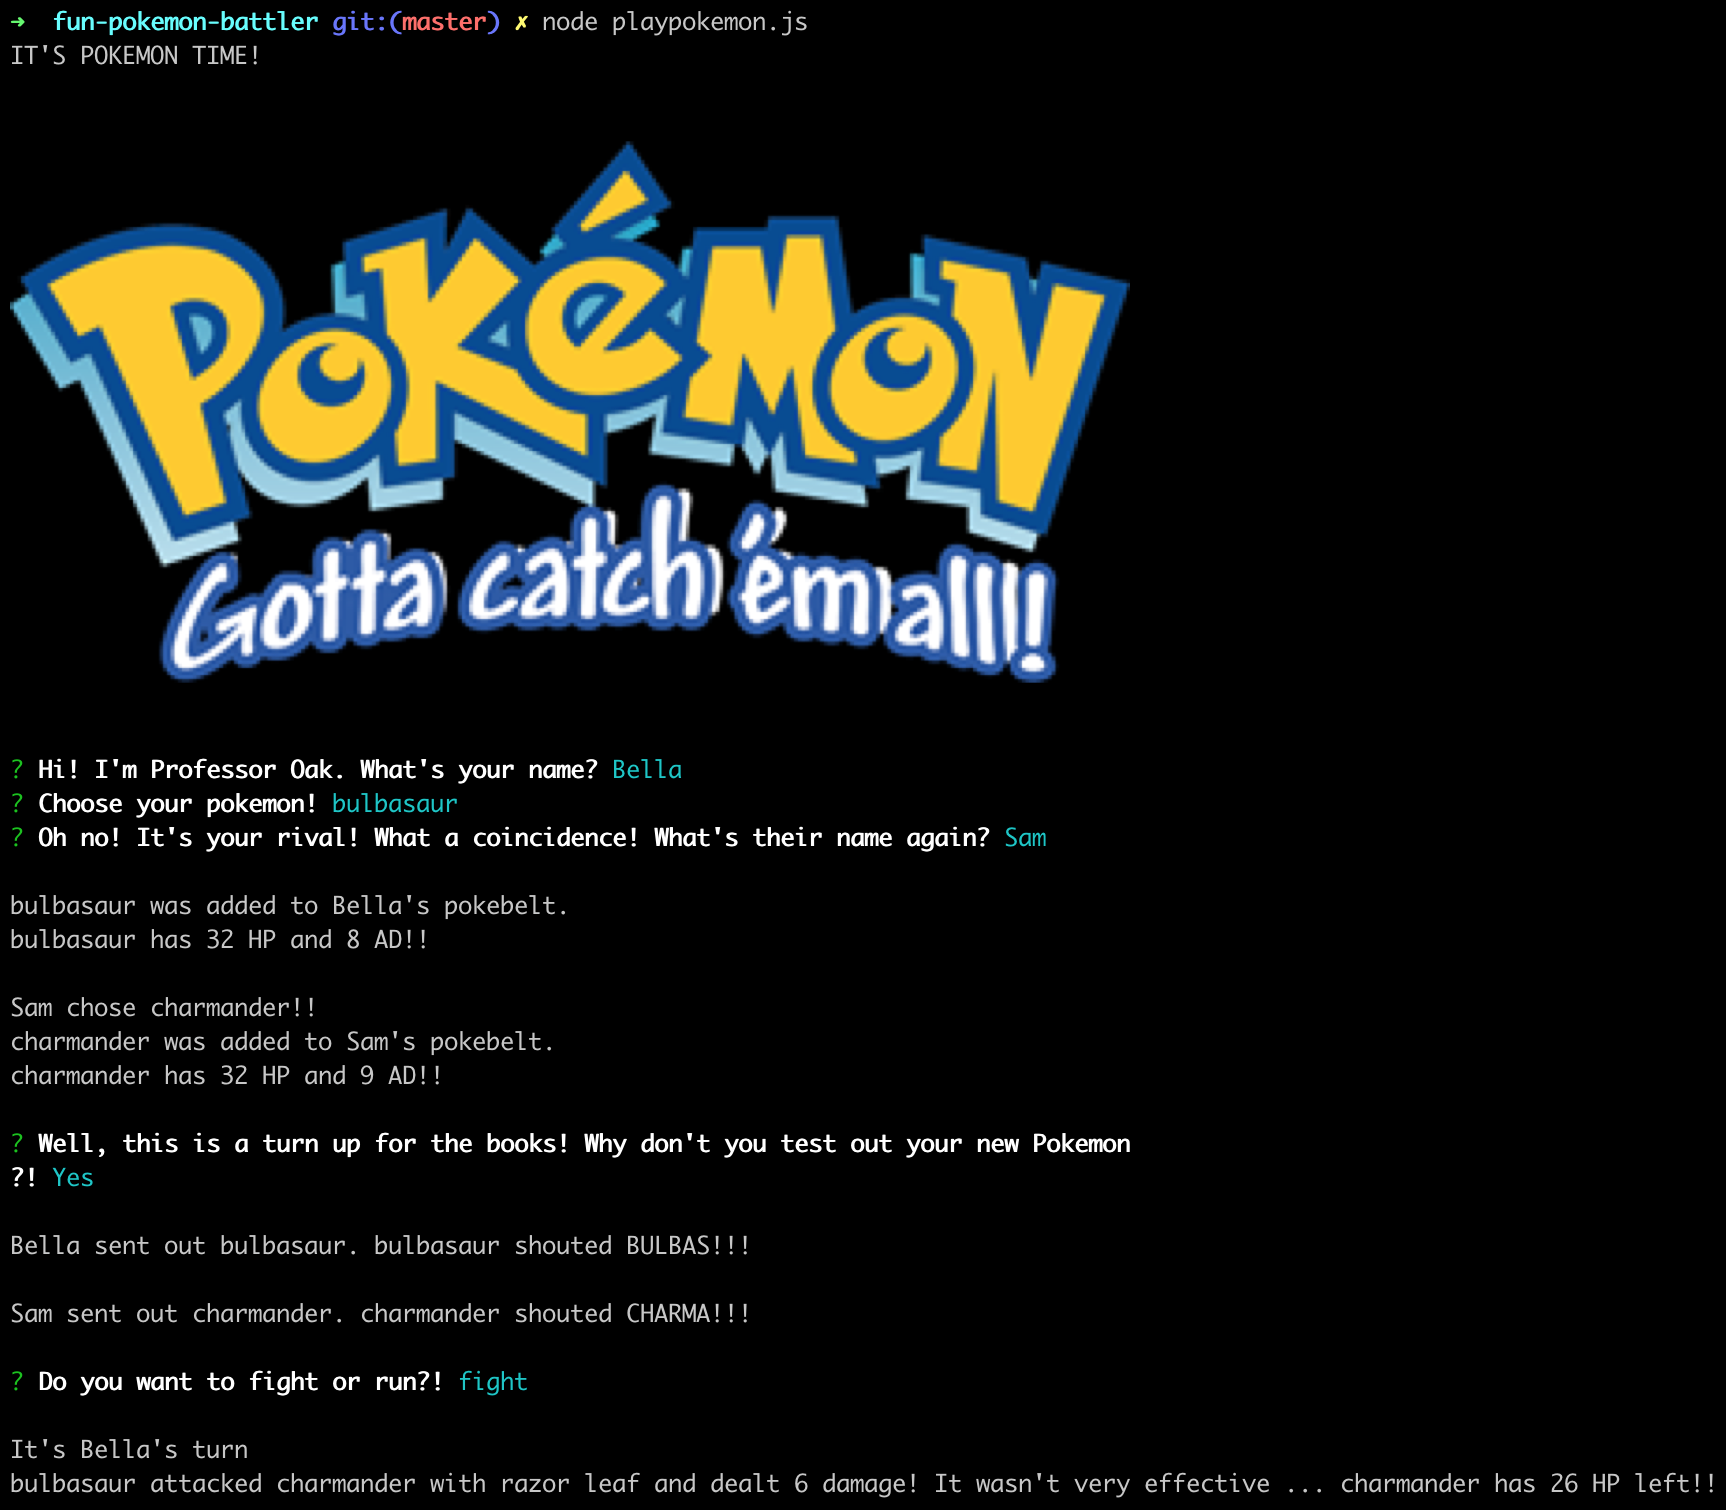 ➜  fun-pokemon-battler git:(master) ✗ node playpokemon.js
IT'S POKEMON TIME!
POKéMON
Gotta catch 'em all!
? Hi! I'm Professor Oak. What's your name? Bella
? Choose your pokemon! bulbasaur
? Oh no! It's your rival! What a coincidence! What's their name again? Sam
bulbasaur was added to Bella's pokebelt.
bulbasaur has 32 HP and 8 AD!!
Sam chose charmander!!
charmander was added to Sam's pokebelt.
charmander has 32 HP and 9 AD!!
? Well, this is a turn up for the books! Why don't you test out your new Pokemon
?! Yes
Bella sent out bulbasaur. bulbasaur shouted BULBAS!!!
Sam sent out charmander. charmander shouted CHARMA!!!
? Do you want to fight or run?! fight
It's Bella's turn
bulbasaur attacked charmander with razor leaf and dealt 6 damage! It wasn't very effective ... charmander has 26 HP left!!